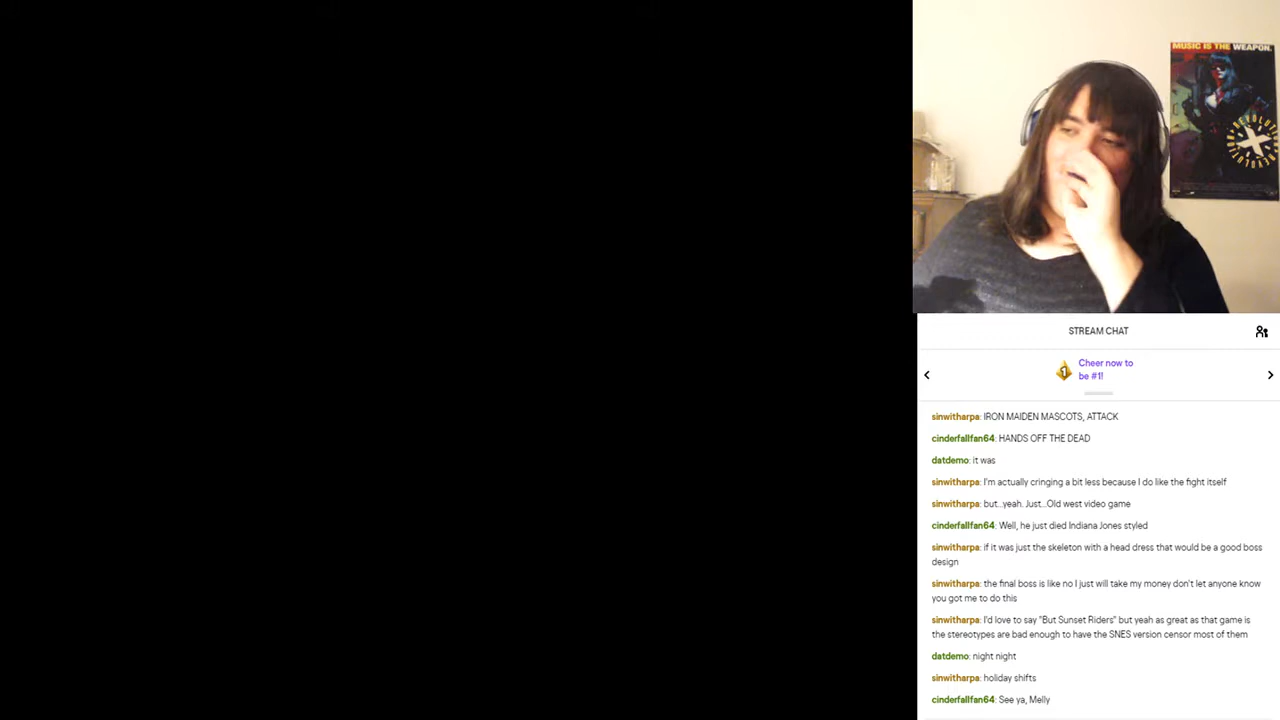 MUSIC IS THE WEAPON.
REVOLUTION
X
REVOLUTION
STREAM CHAT
Cheer now to
be #1!
1
sinwitharpa: IRON MAIDEN MASCOTS, ATTACK
cinderfallfan64: HANDS OFF THE DEAD
datdemo: it was
sinwitharpa: I'm actually cringing a bit less because I do like the fight itself
sinwitharpa: but...yeah. Just...Old west video game
cinderfallfan64: Well, he just died Indiana Jones styled
sinwitharpa: if it was just the skeleton with a head dress that would be a good boss
design
sinwitharpa: the final boss is like no I just will take my money don't let anyone know
you got me to do this
sinwitharpa: I'd love to say "But Sunset Riders" but yeah as great as that game is
the stereotypes are bad enough to have the SNES version censor most of them
datdemo: night night
sinwitharpa: holiday shifts
cinderfallfan64: See ya, Melly